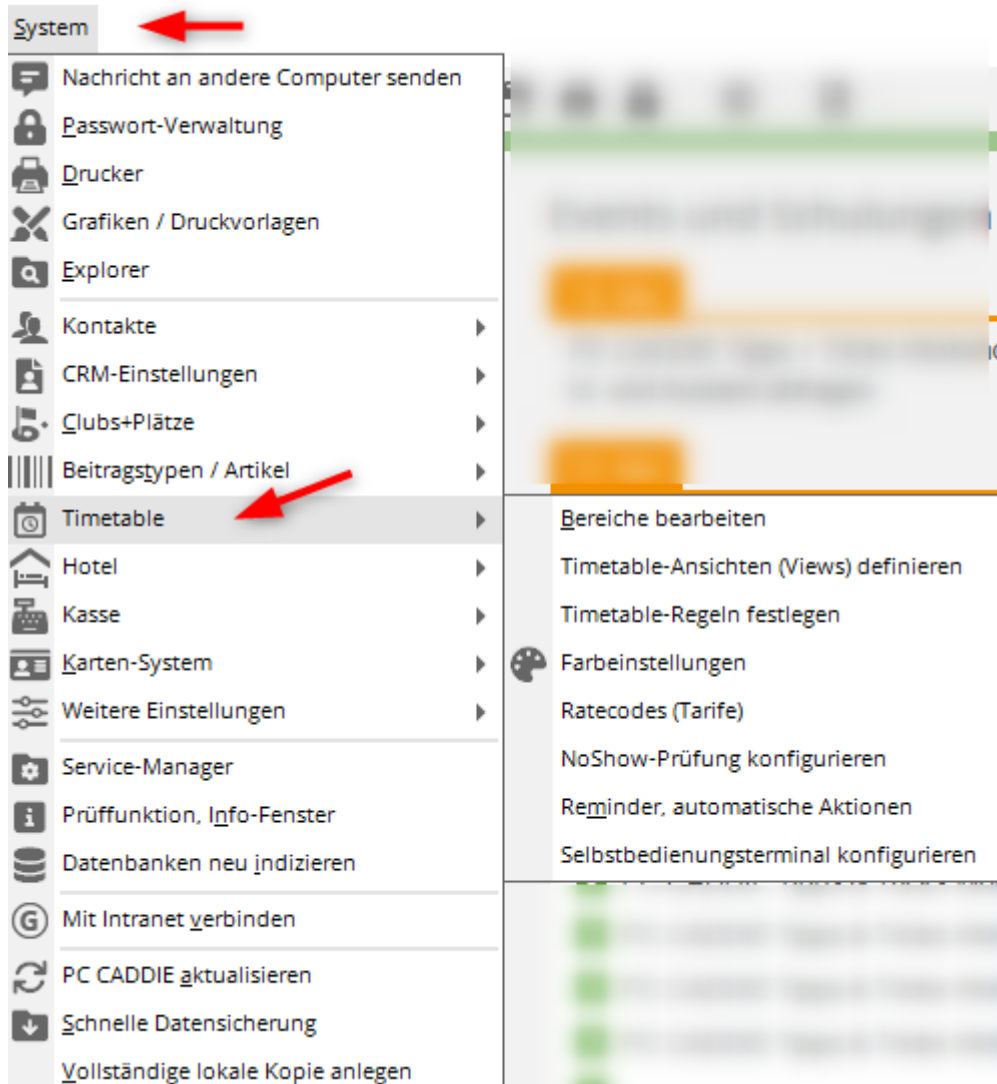 System
Nachricht an andere Computer senden
Passwort-Verwaltung
Drucker
Grafiken / Druckvorlagen
Explorer
Kontakte
CRM-Einstellungen
Clubs+Plätze
Beitragstypen / Artikel
Timetable
Hotel
Kasse
Karten-System
Weitere Einstellungen
Service-Manager
Prüffunktion, Info-Fenster
Datenbanken neu indizieren
Mit Intranet verbinden
PC CADDIE aktualisieren
Schnelle Datensicherung
Vollständige lokale Kopie anlegen
Events und Schulungen
Bereiche bearbeiten
Timetable-Ansichten (Views) definieren
Timetable-Regeln festlegen
Farbeinstellungen
Ratecodes (Tarife)
NoShow-Prüfung konfigurieren
Reminder, automatische Aktionen
Selbstbedienungsterminal konfigurieren